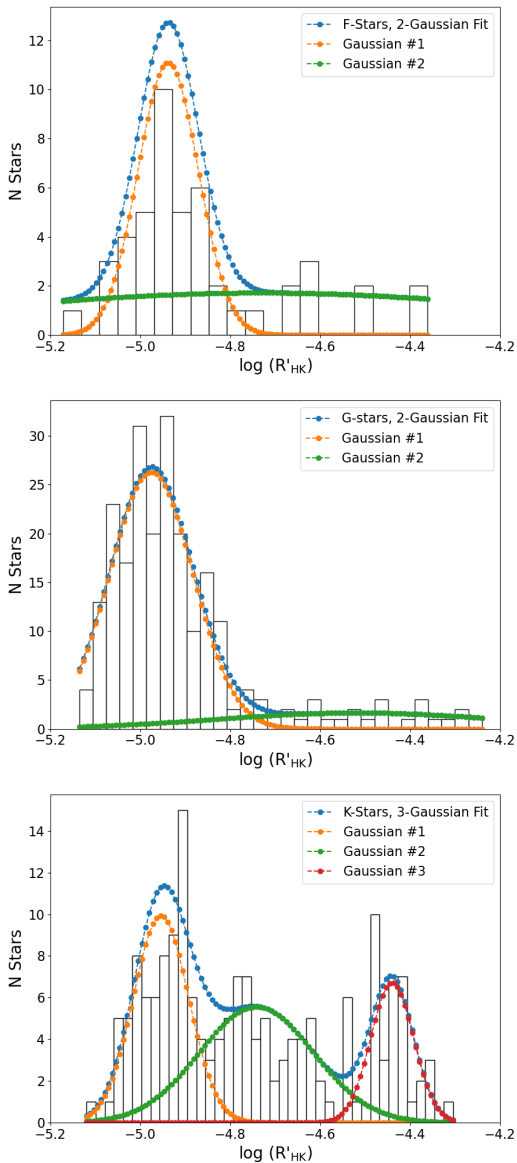 12
10
8
6
4
2
0
N Stars
F-Stars, 2-Gaussian Fit
Gaussian #1
Gaussian #2
−5.2 −5.0 −4.8 −4.6 −4.4 −4.2
log (R'HK)
30
25
20
15
10
5
0
N Stars
G-stars, 2-Gaussian Fit
Gaussian #1
Gaussian #2
−5.2 −5.0 −4.8 −4.6 −4.4 −4.2
log (R'HK)
14
12
10
8
6
4
2
0
N Stars
K-Stars, 3-Gaussian Fit
Gaussian #1
Gaussian #2
Gaussian #3
−5.2 −5.0 −4.8 −4.6 −4.4 −4.2
log (R'HK)